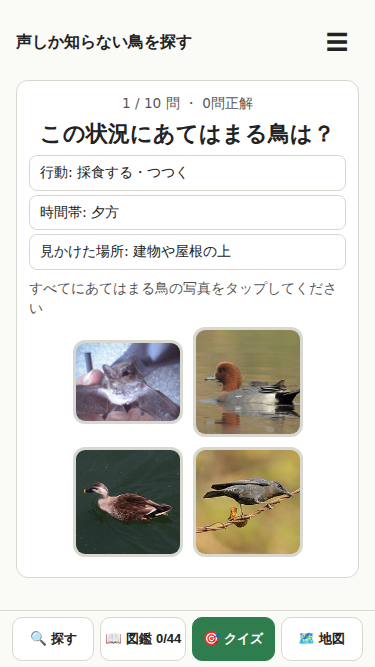 声しか知らない鳥を探す
1 / 10 問 ・ 0問正解
この状況にあてはまる鳥は？
行動: 採食する・つつく
時間帯: 夕方
見かけた場所: 建物や屋根の上
すべてにあてはまる鳥の写真をタップしてくださ
い
🔍 探す
📖 図鑑 0/44
🎯 クイズ
🗺️ 地図